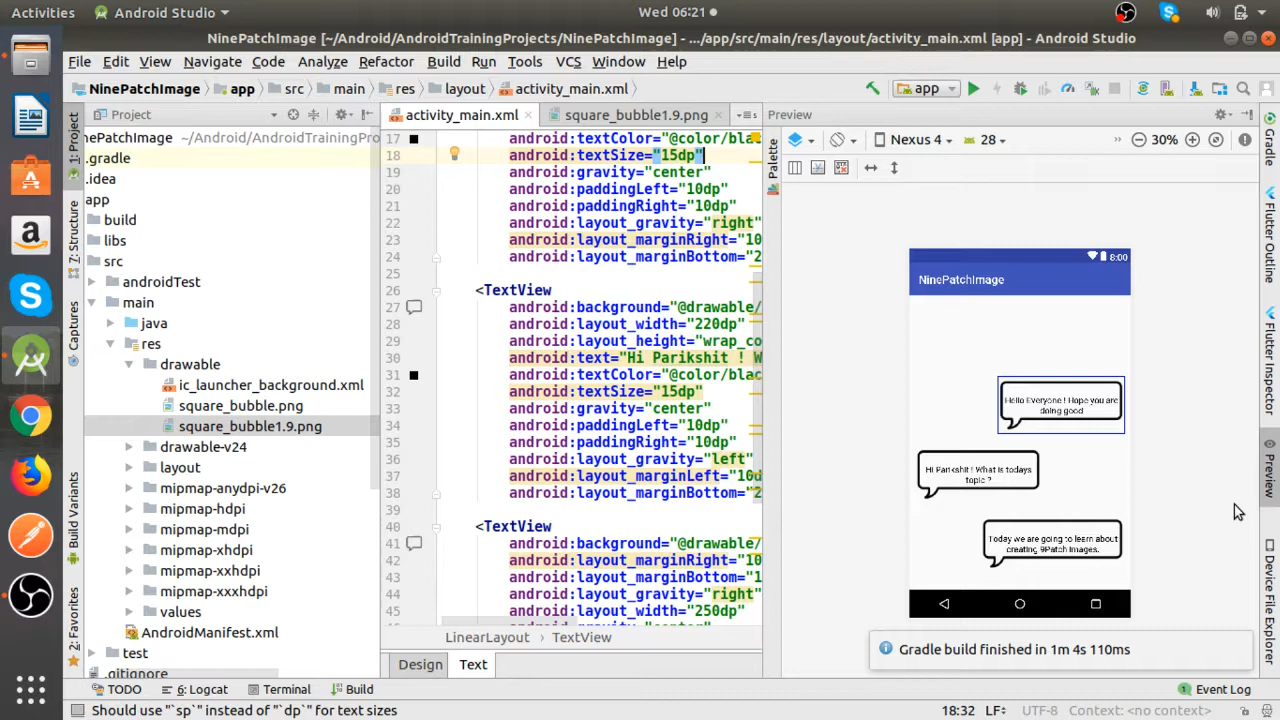 Activities Android Studio Wed 06:21
NinePatchImage [~/Android/AndroidTrainingProjects/NinePatchImage] - .../app/src/main/res/layout/activity_main.xml [app] - Android Studio
File Edit View Navigate Code Analyze Refactor Build Run Tools VCS Window Help
NinePatchImage app src main res layout activity_main.xml app
Project activity_main.xml square_bubble1.9.png Preview
1: Project
7: Structure
Captures
Build Variants
2: Favorites
nePatchImage ~/Android/AndroidTrainingPro
.gradle
.idea
app
build
libs
src
androidTest
main
java
res
drawable
ic_launcher_background.xml
square_bubble.png
square_bubble1.9.png
drawable-v24
layout
mipmap-anydpi-v26
mipmap-hdpi
mipmap-mdpi
mipmap-xhdpi
mipmap-xxhdpi
mipmap-xxxhdpi
values
AndroidManifest.xml
test
.gitignore
17 android:textColor="@color/blac
18 android:textSize="15dp"
19 android:gravity="center"
20 android:paddingLeft="10dp"
21 android:paddingRight="10dp"
22 android:layout_gravity="right"
23 android:layout_marginRight="10
24 android:layout_marginBottom="2
25
26 <TextView
27 android:background="@drawable/
28 android:layout_width="220dp"
29 android:layout_height="wrap_co
30 android:text="Hi Parikshit ! W
31 android:textColor="@color/blac
32 android:textSize="15dp"
33 android:gravity="center"
34 android:paddingLeft="10dp"
35 android:paddingRight="10dp"
36 android:layout_gravity="left"
37 android:layout_marginLeft="10d
38 android:layout_marginBottom="2
39
40 <TextView
41 android:background="@drawable/
42 android:layout_marginRight="10
43 android:layout_marginBottom="1
44 android:layout_gravity="right"
45 android:layout_width="250dp"
LinearLayout TextView
Design Text
Palette
Nexus 4 28 30%
8:00
NinePatchImage
Hello Everyone ! Hope you are
doing good
Hi Parikshit ! What is todays
topic ?
Today we are going to learn about
creating 9Patch Images.
Gradle
Flutter Outline
Flutter Inspector
Preview
Device File Explorer
Gradle build finished in 1m 4s 110ms
TODO 6: Logcat Terminal Build 1 Event Log
Should use "sp" instead of "dp" for text sizes 18:32 LF UTF-8 Context: <no context>